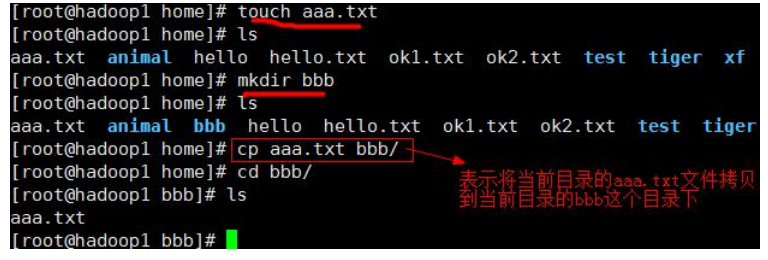 [root@hadoop1 home]# touch aaa.txt
[root@hadoop1 home]# ls
aaa.txt animal hello hello.txt ok1.txt ok2.txt test tiger xf
[root@hadoop1 home]# mkdir bbb
[root@hadoop1 home]# ls
aaa.txt animal bbb hello hello.txt ok1.txt ok2.txt test tiger
[root@hadoop1 home]# cp aaa.txt bbb/
[root@hadoop1 home]# cd bbb/
[root@hadoop1 bbb]# ls
aaa.txt
[root@hadoop1 bbb]#
表示将当前目录的aaa.txt文件拷贝
到当前目录的bbb这个目录下